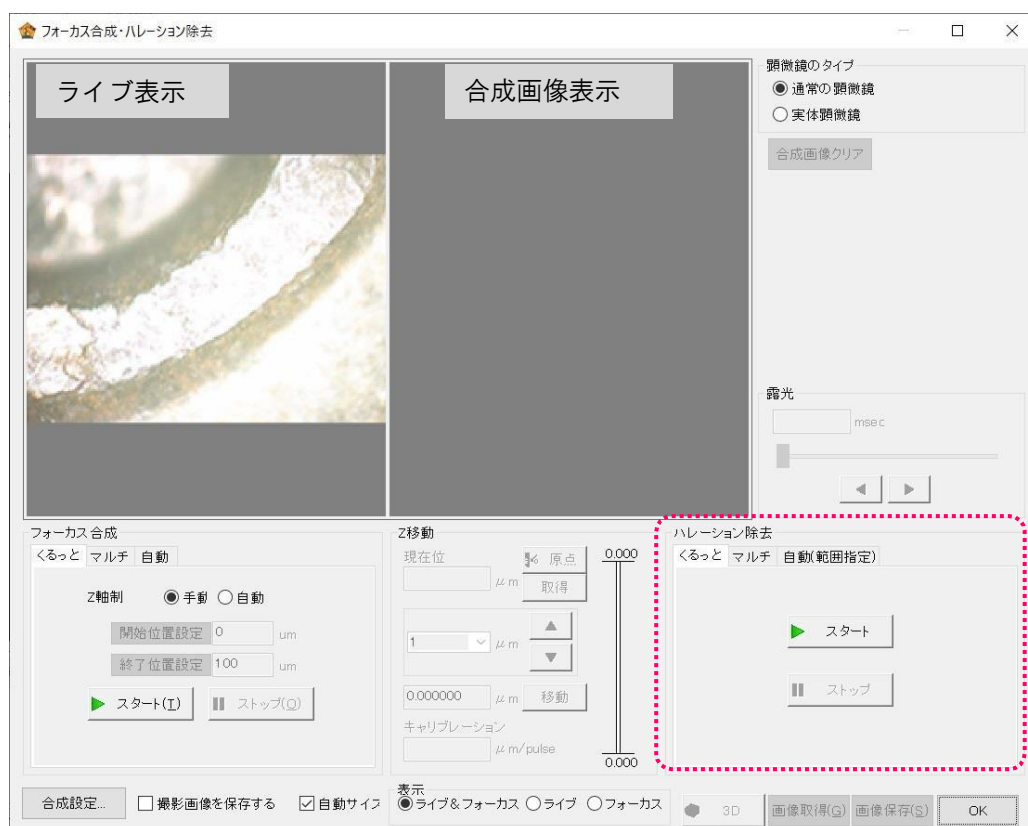 フォーカス合成・ハレーション除去
ライブ表示
合成画像表示
顕微鏡のタイプ
通常の顕微鏡
実体顕微鏡
合成画像クリア
露光
msec
フォーカス合成
くるっと マルチ 自動
Z軸制 手動 自動
開始位置設定 0 um
終了位置設定 100 um
スタート(T) ストップ(O)
Z移動
現在位 原点
μm 取得
1 μm
0.000000 μm 移動
キャリブレーション
μm/pulse
0.000
0.000
ハレーション除去
くるっと マルチ 自動(範囲指定)
スタート
ストップ
合成設定... 撮影画像を保存する 自動サイズ
表示
ライブ&フォーカス ライブ フォーカス
3D 画像取得(G) 画像保存(S) OK